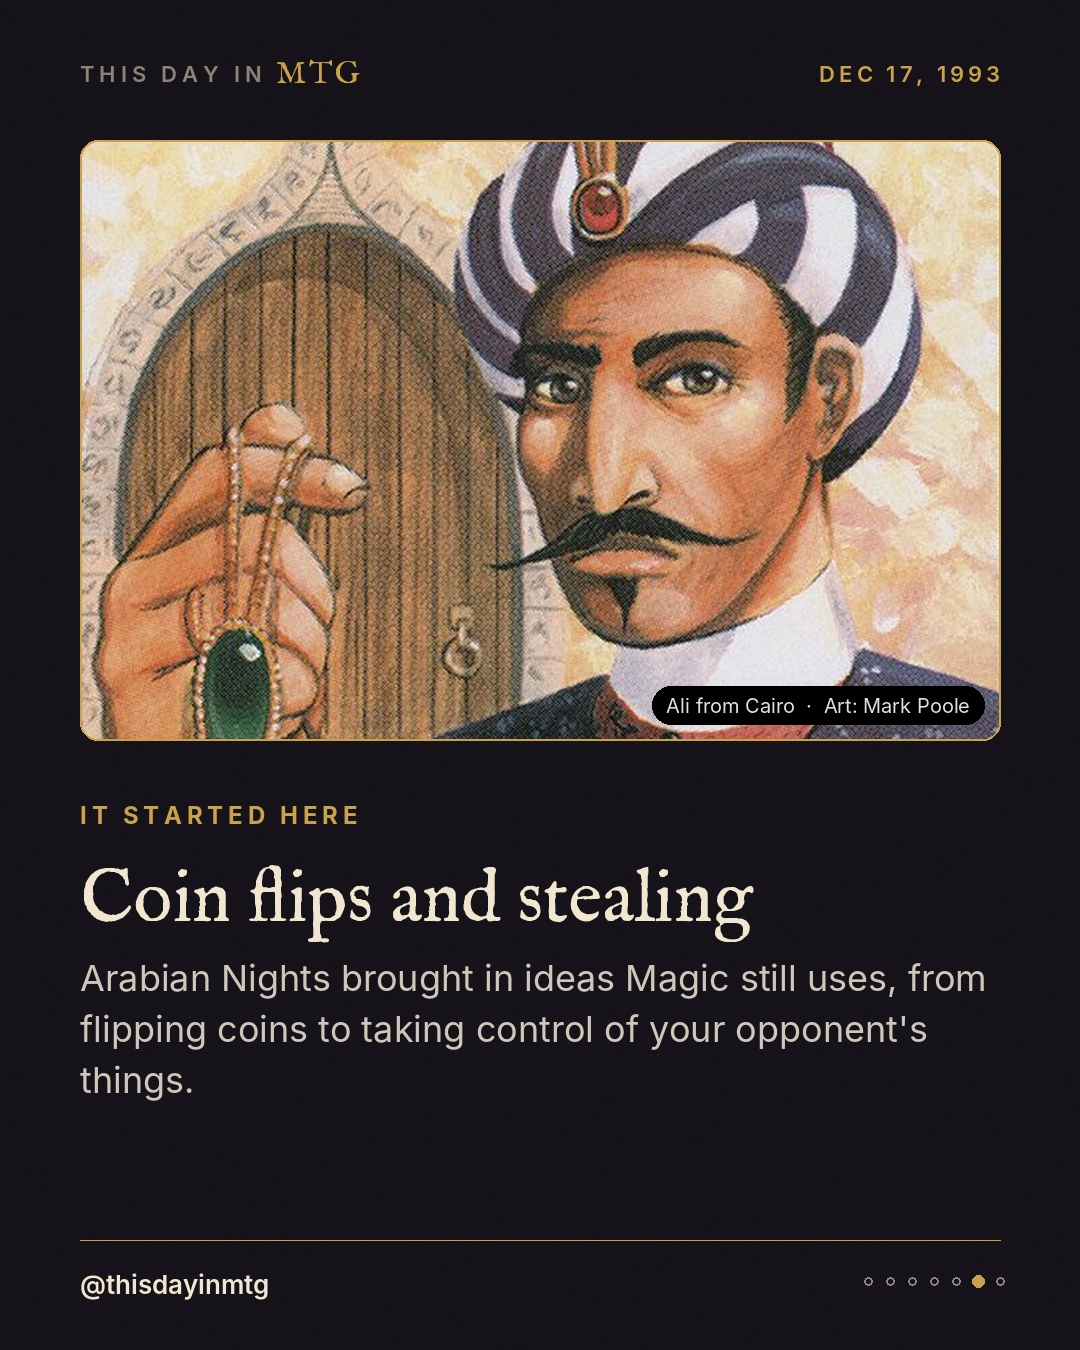 THIS DAY IN MTG
DEC 17, 1993
Ali from Cairo · Art: Mark Poole
IT STARTED HERE
Coin flips and stealing
Arabian Nights brought in ideas Magic still uses, from
flipping coins to taking control of your opponent's
things.
@thisdayinmtg